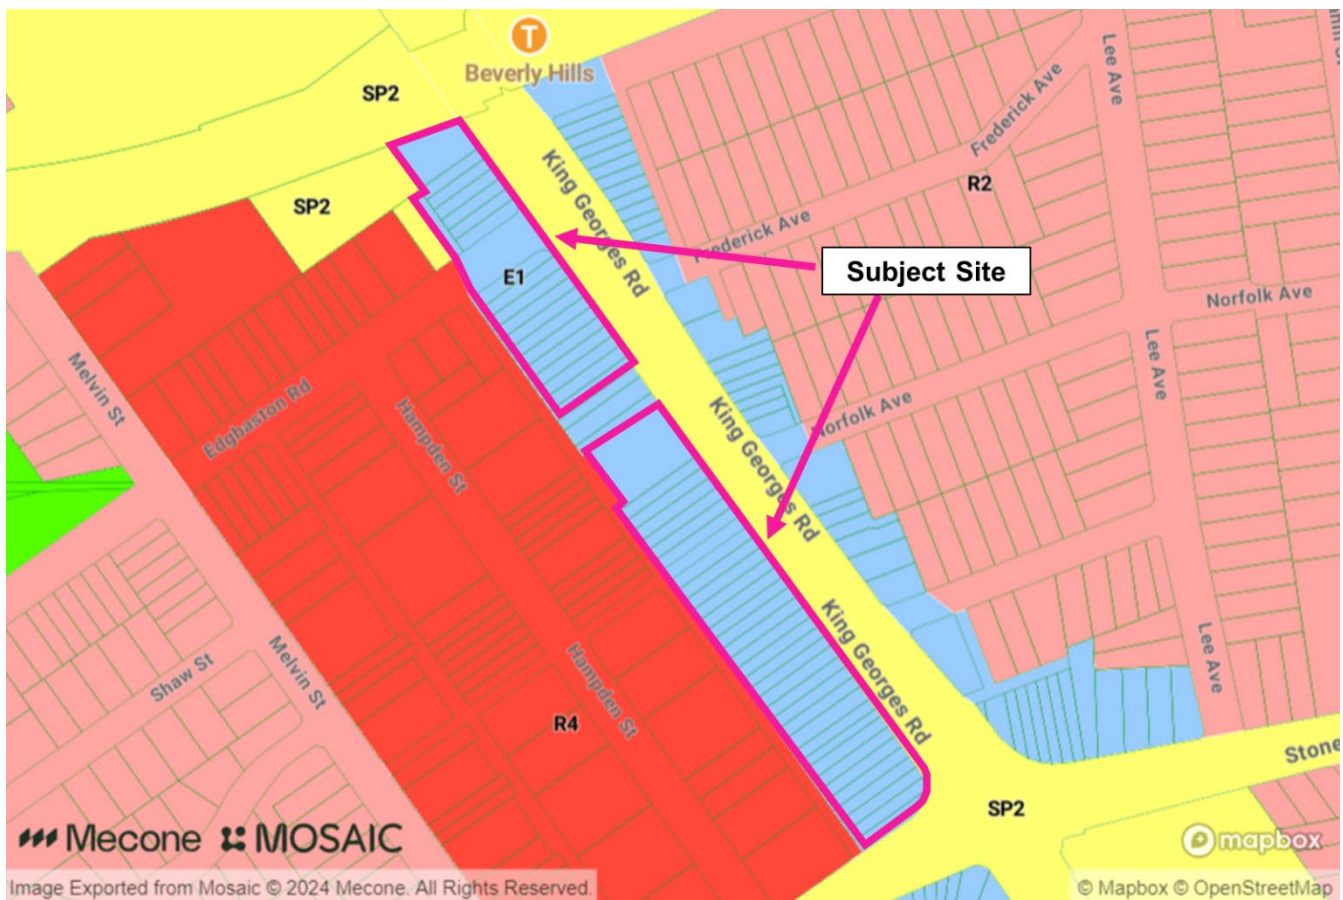 T
Beverly Hills
SP2
SP2
E1
King Georges Rd
Frederick Ave
Frederick Ave
Lee Ave
R2
Subject Site
Norfolk Ave
Lee Ave
Norfolk Ave
King Georges Rd
Melvin St
Edgbaston Rd
Hampden St
King Georges Rd
Lee Ave
Shaw St
Melvin St
Hampden St
R4
SP2
Stone
Mecone MOSAIC
mapbox
Image Exported from Mosaic © 2024 Mecone. All Rights Reserved.
© Mapbox © OpenStreetMap